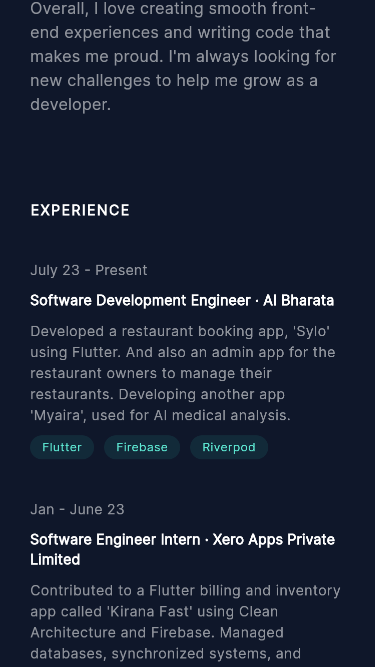 Overall, I love creating smooth front-
end experiences and writing code that
makes me proud. I'm always looking for
new challenges to help me grow as a
developer.
EXPERIENCE
July 23 - Present
Software Development Engineer · AI Bharata
Developed a restaurant booking app, 'Sylo'
using Flutter. And also an admin app for the
restaurant owners to manage their
restaurants. Developing another app
'Myaira', used for AI medical analysis.
Flutter Firebase Riverpod
Jan - June 23
Software Engineer Intern · Xero Apps Private
Limited
Contributed to a Flutter billing and inventory
app called 'Kirana Fast' using Clean
Architecture and Firebase. Managed
databases, synchronized systems, and